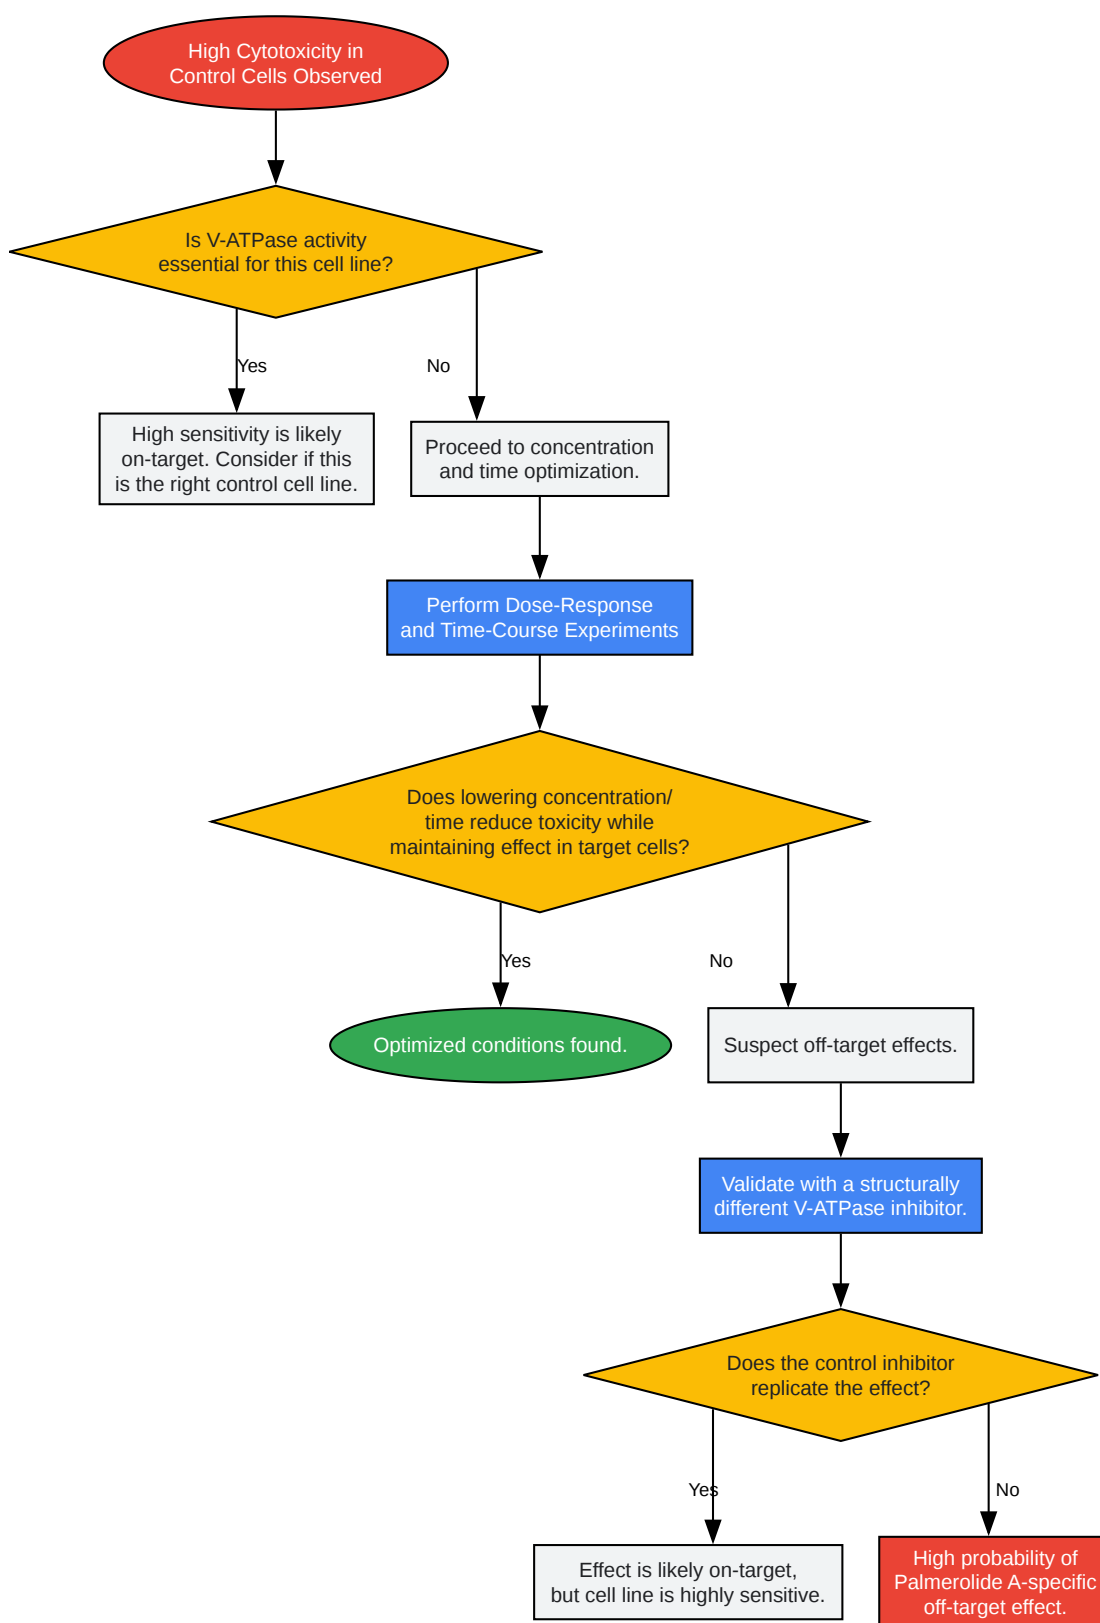 High Cytotoxicity in
Control Cells Observed
Is V-ATPase activity
essential for this cell line?
Yes
No
High sensitivity is likely
on-target. Consider if this
is the right control cell line.
Proceed to concentration
and time optimization.
Perform Dose-Response
and Time-Course Experiments
Does lowering concentration/
time reduce toxicity while
maintaining effect in target cells?
Yes
No
Optimized conditions found.
Suspect off-target effects.
Validate with a structurally
different V-ATPase inhibitor.
Does the control inhibitor
replicate the effect?
Yes
No
Effect is likely on-target,
but cell line is highly sensitive.
High probability of
Palmerolide A-specific
off-target effect.